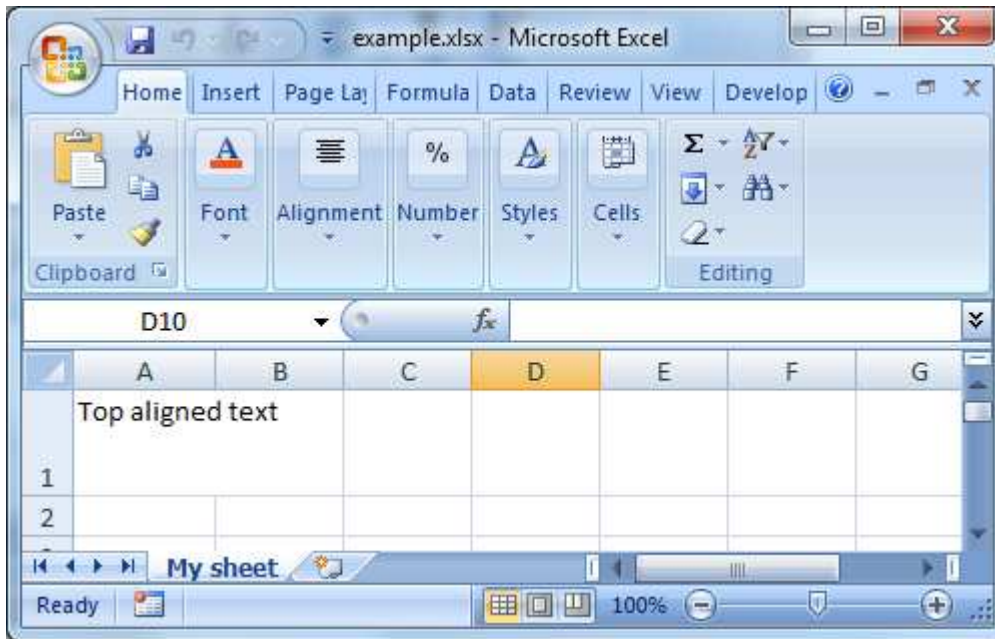 example.xlsx - Microsoft Excel
Home Insert Page Lay Formula Data Review View Develop
Σ
A % A A Z
Paste Font Alignment Number Styles Cells
Clipboard Editing
D10 fx
A B C D E F G
Top aligned text
1
2
My sheet
Ready 100%